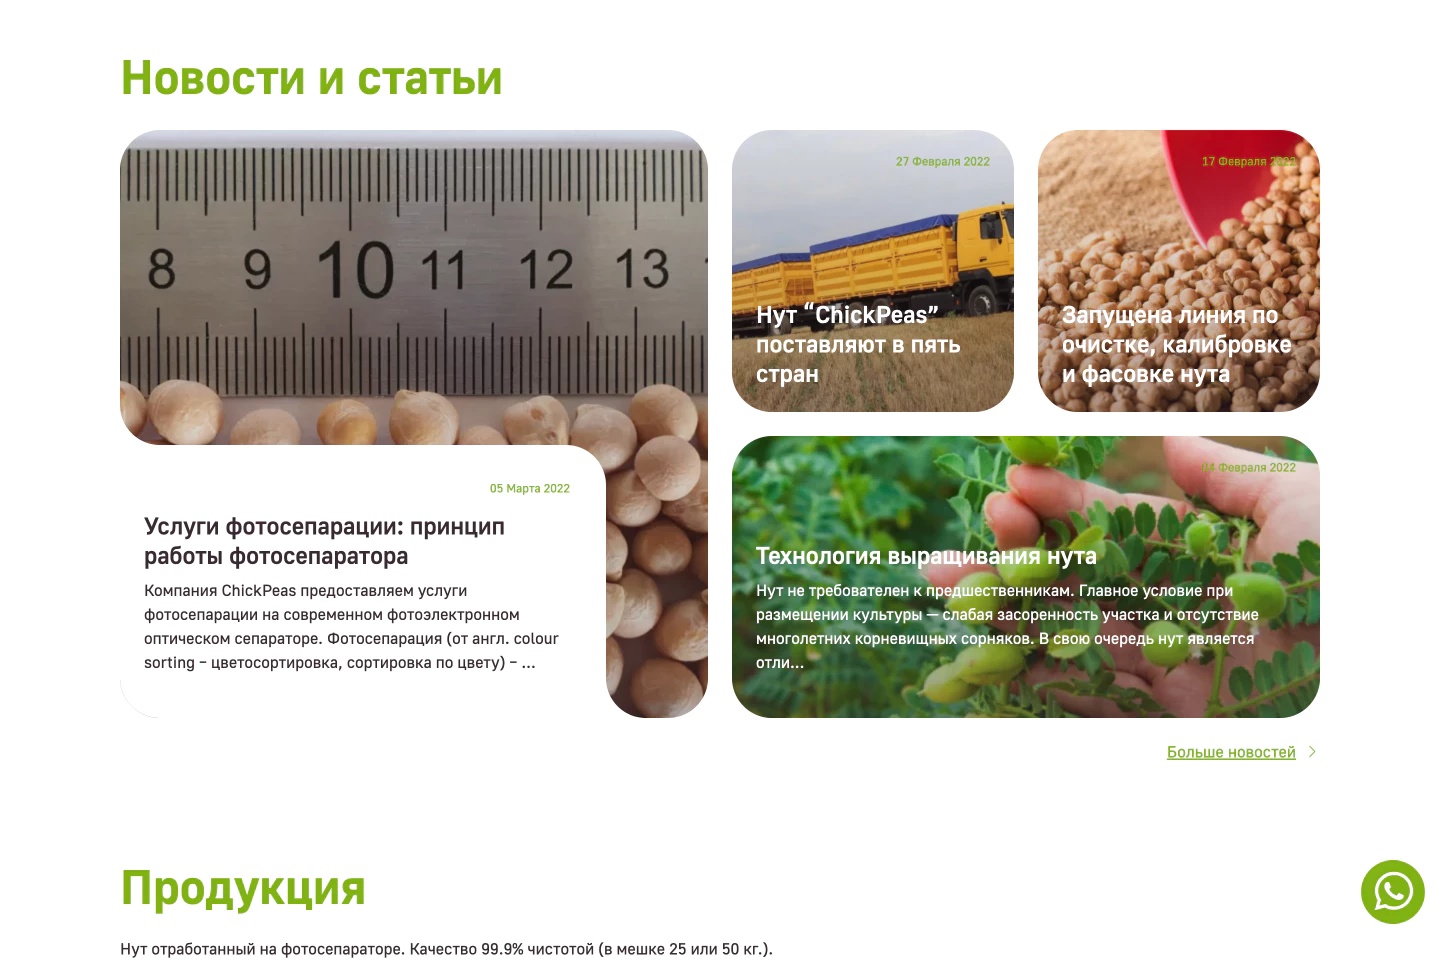 Новости и статьи
8 9 10 11 12 13
05 Марта 2022
Услуги фотосепарации: принцип
работы фотосепаратора
Компания ChickPeas предоставляем услуги
фотосепарации на современном фотоэлектронном
оптическом сепараторе. Фотосепарация (от англ. colour
sorting – цветосортировка, сортировка по цвету) – ...
27 Февраля 2022
Нут “ChickPeas”
поставляют в пять
стран
17 Февраля 2022
Запущена линия по
очистке, калибровке
и фасовке нута
04 Февраля 2022
Технология выращивания нута
Нут не требователен к предшественникам. Главное условие при
размещении культуры — слабая засоренность участка и отсутствие
многолетних корневищных сорняков. В свою очередь нут является
отли...
Больше новостей
Продукция
Нут отработанный на фотосепараторе. Качество 99.9% чистотой (в мешке 25 или 50 кг.).